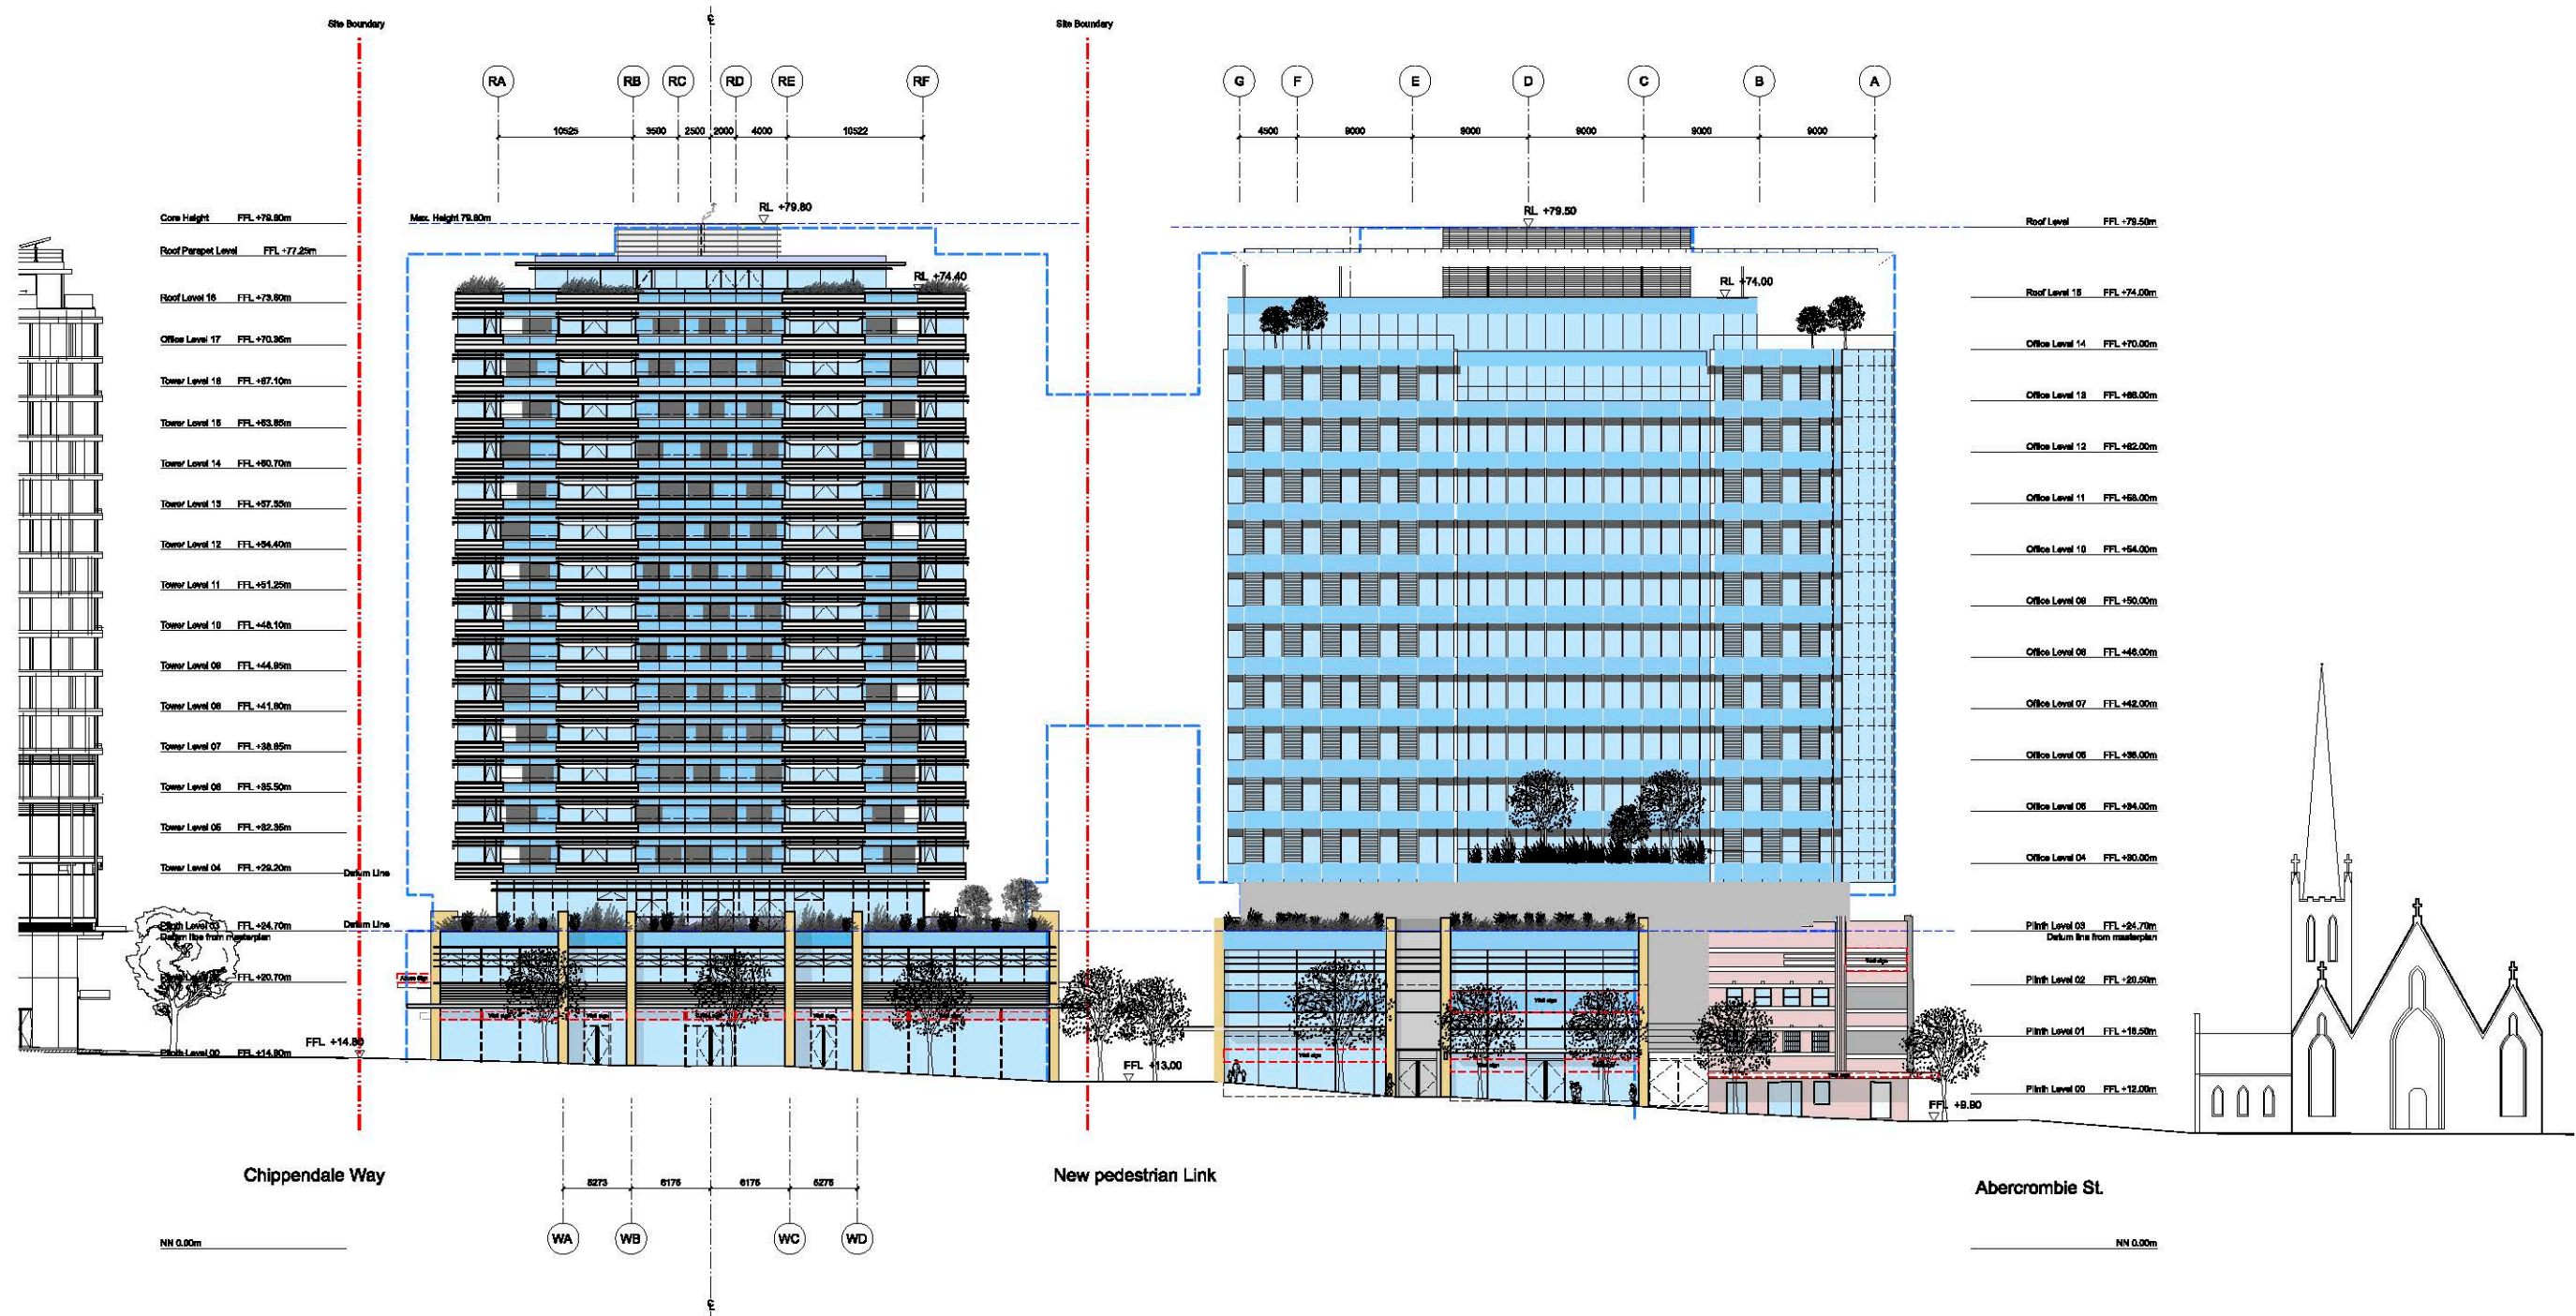 Site Boundary
Site Boundary
RA
RB
RC
RD
RE
RF
G
F
E
D
C
B
A
10525
3500
2500
2000
4000
10522
4500
9000
9000
9000
9000
9000
RL +79.80
RL +79.50
Core Height FFL +79.80m
Max. Height 79.80m
Roof Level FFL +79.50m
Roof Parapet Level FFL +77.25m
RL +74.40
RL +74.00
Roof Level 18 FFL +73.60m
Roof Level 15 FFL +74.00m
Office Level 17 FFL +70.35m
Office Level 14 FFL +70.00m
Tower Level 16 FFL +67.10m
Office Level 13 FFL +66.00m
Tower Level 15 FFL +63.85m
Office Level 12 FFL +62.00m
Tower Level 14 FFL +60.70m
Office Level 11 FFL +58.00m
Tower Level 13 FFL +57.55m
Tower Level 12 FFL +54.40m
Office Level 10 FFL +54.00m
Tower Level 11 FFL +51.25m
Office Level 09 FFL +50.00m
Tower Level 10 FFL +48.10m
Office Level 08 FFL +46.00m
Tower Level 09 FFL +44.95m
Tower Level 08 FFL +41.80m
Office Level 07 FFL +42.00m
Tower Level 07 FFL +38.65m
Office Level 06 FFL +38.00m
Tower Level 06 FFL +35.50m
Office Level 05 FFL +34.00m
Tower Level 05 FFL +32.35m
Office Level 04 FFL +30.00m
Tower Level 04 FFL +29.20m
Datum Line
Datum Line
Plinth Level 03 FFL +24.70m
Datum line from masterplan
Plinth Level 03 FFL +24.70m
Datum line from masterplan
FFL +20.70m
Plinth Level 02 FFL +20.50m
Plinth Level 01 FFL +16.50m
FFL +14.80
Plinth Level 00 FFL +14.80m
FFL +13.00
Plinth Level 00 FFL +12.00m
FFL +9.90
Chippendale Way
New pedestrian Link
Abercrombie St.
5273
6175
6175
5275
WA
WB
WC
WD
NN 0.00m
NN 0.00m